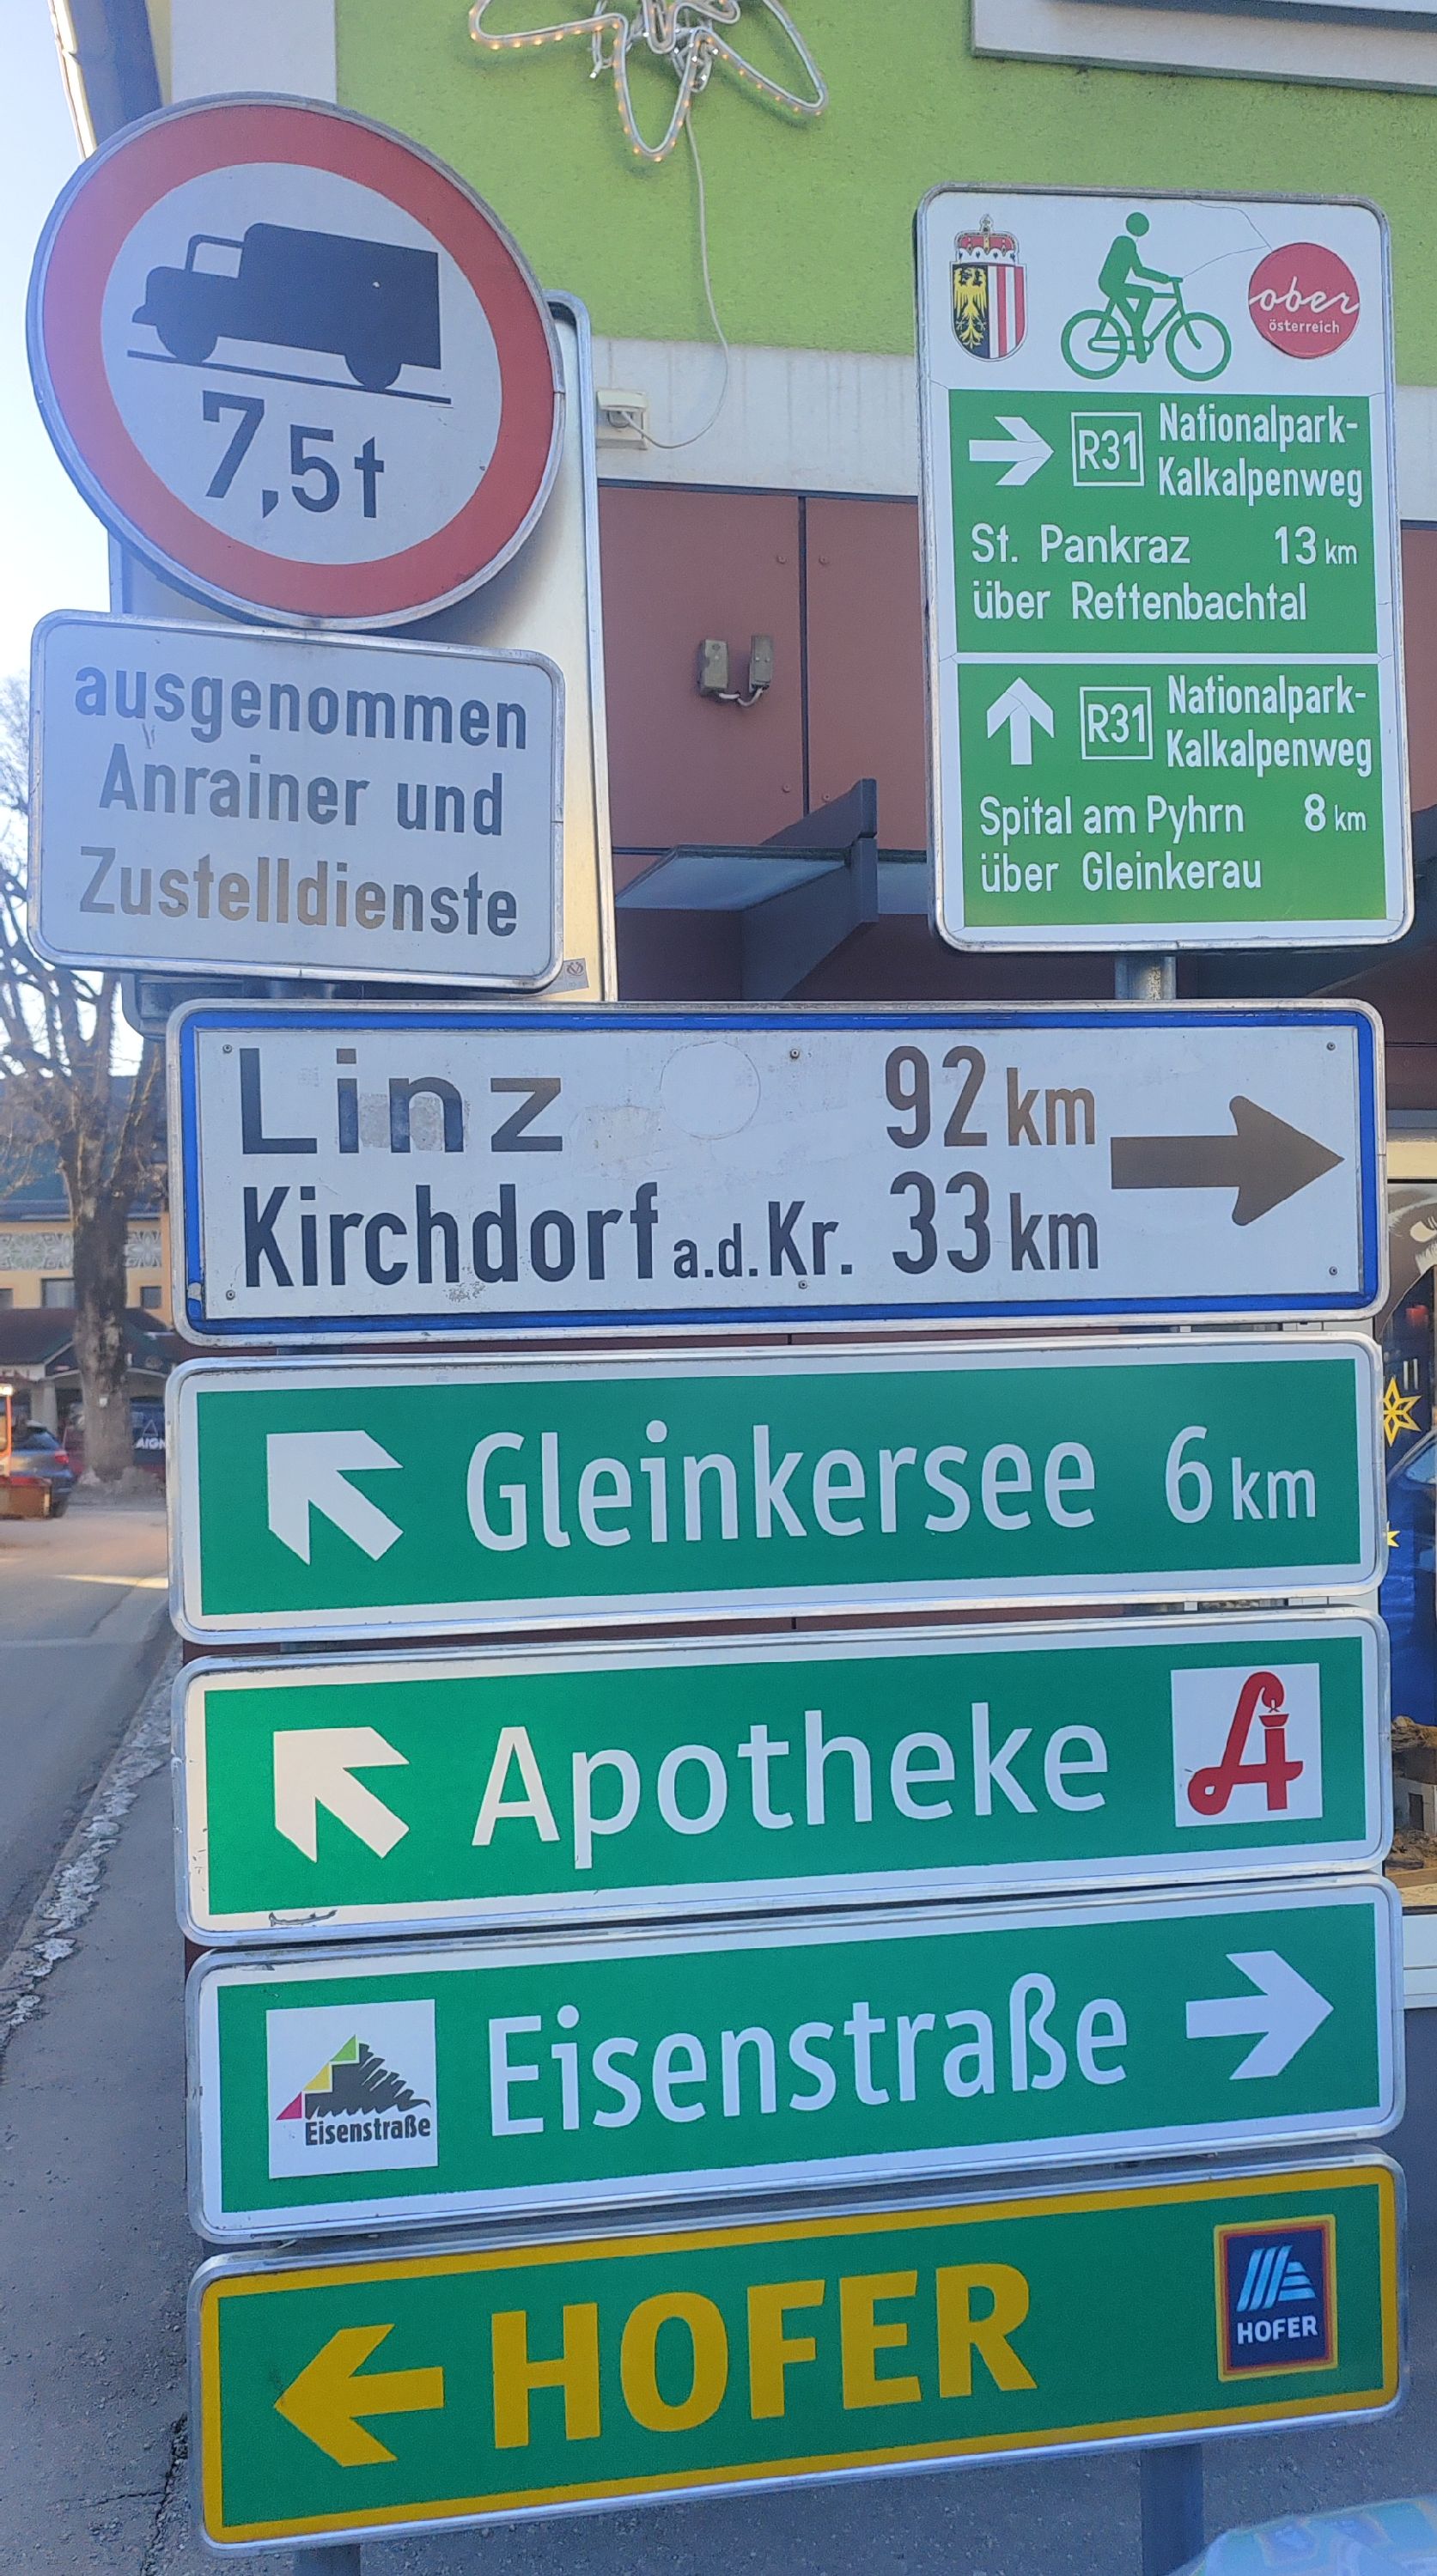 7,5t
ausgenommen
Anrainer und
Zustelldienste
ober
österreich
R31 Nationalpark-
Kalkalpenweg
St. Pankraz 13 km
über Rettenbachtal
R31 Nationalpark-
Kalkalpenweg
Spital am Pyhrn 8 km
über Gleinkerau
Linz 92 km
Kirchdorf a.d.Kr. 33 km
Gleinkersee 6 km
Apotheke A
Eisenstraße
Eisenstraße
HOFER
HOFER